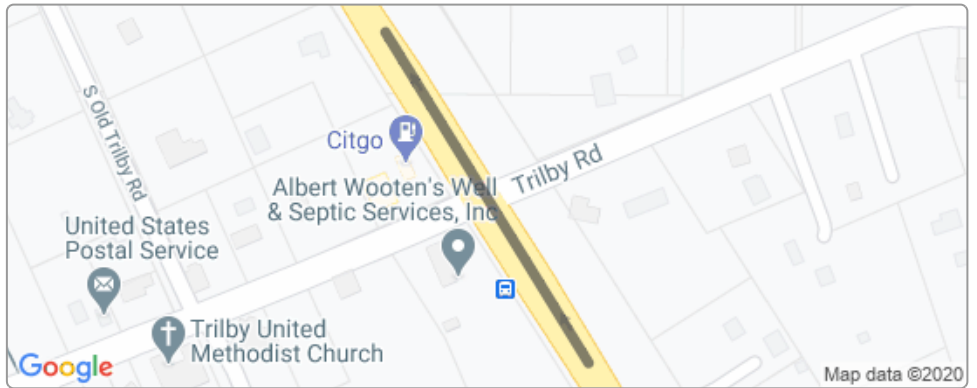 S Old Trilby Rd
Citgo
Trilby Rd
Albert Wooten's Well
& Septic Services, Inc
United States
Postal Service
Trilby United
Methodist Church
Google
Map data ©2020